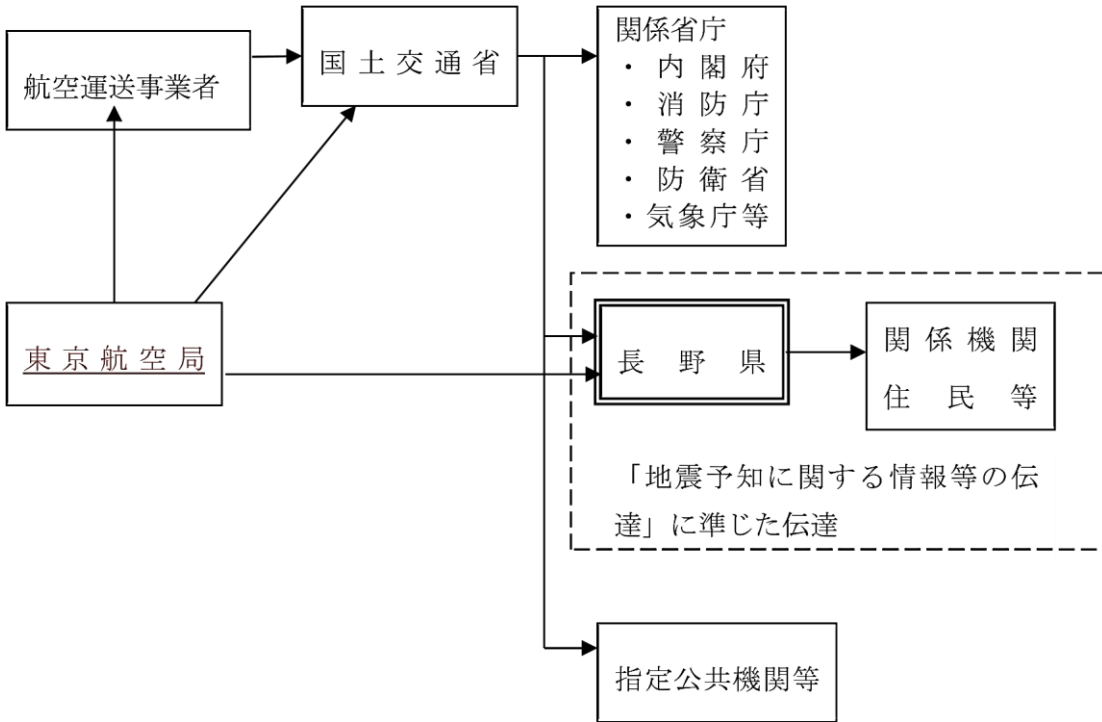 航空運送事業者
国土交通省
関係省庁
・内閣府
・消防庁
・警察庁
・防衛省
・気象庁等
東京航空局
長野県
関係機関
住民等
「地震予知に関する情報等の伝
達」に準じた伝達
指定公共機関等